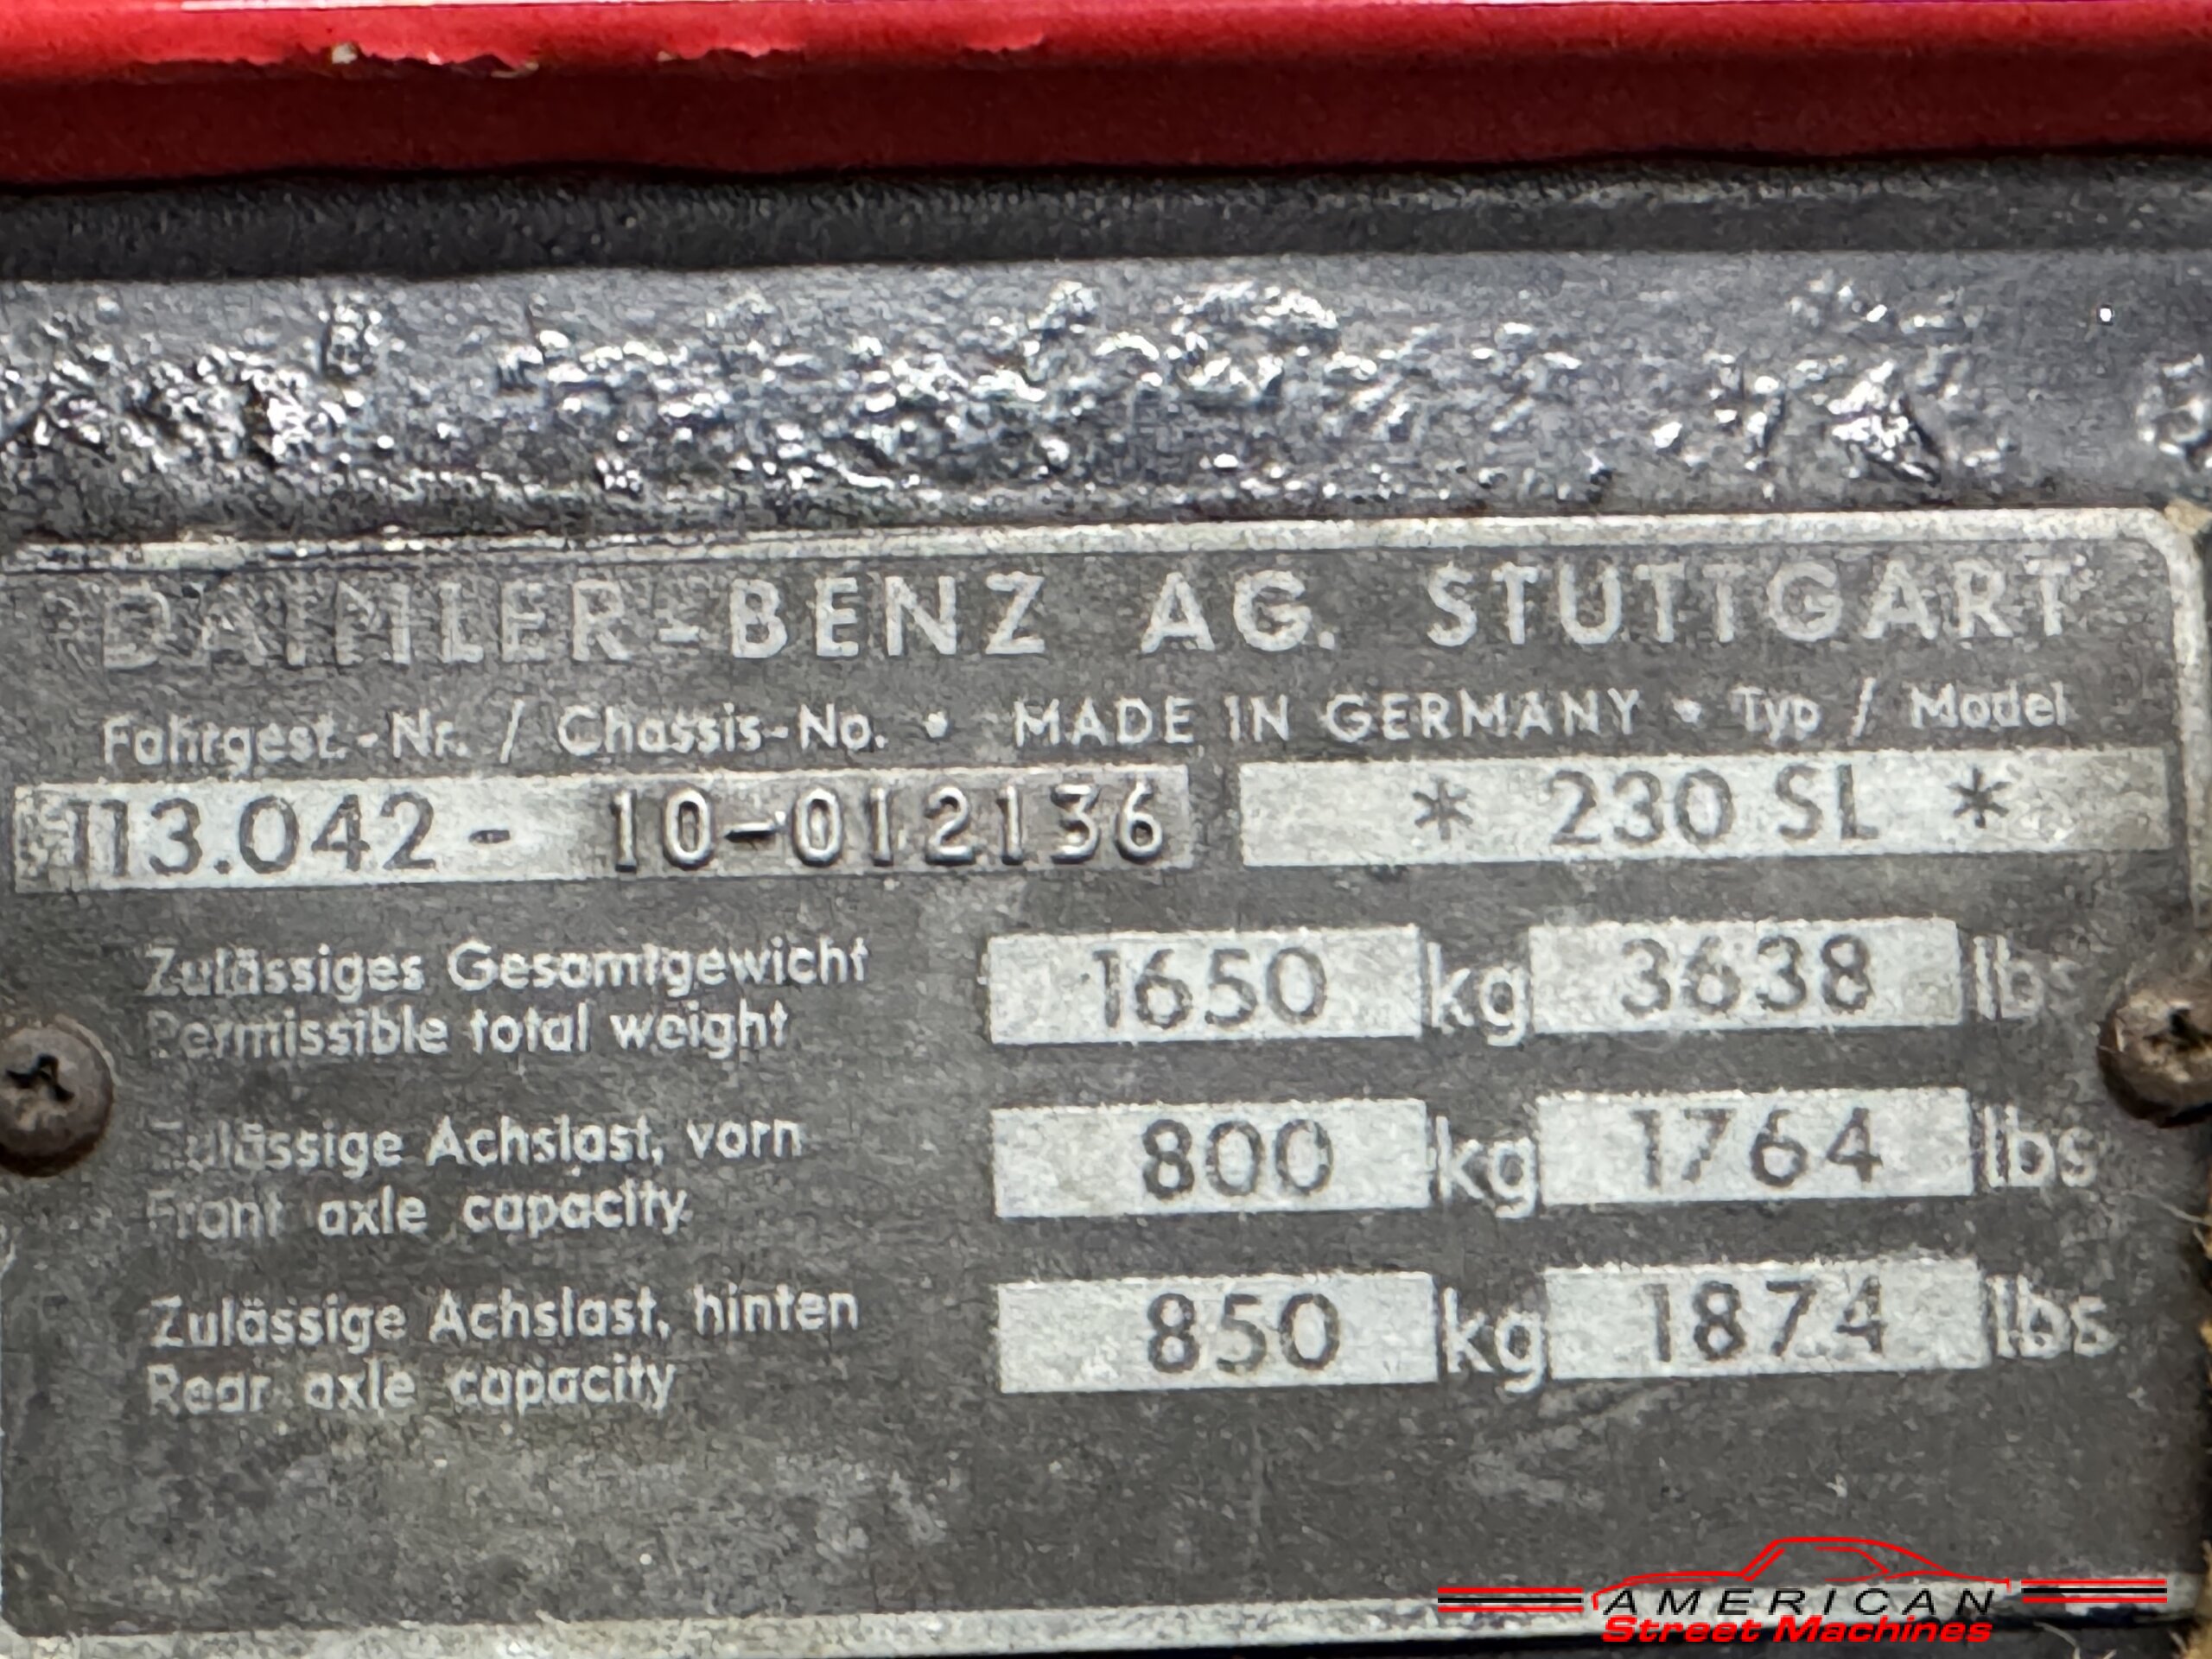 DAIMLER-BENZ AG. STUTTGART
Fahrgest.-Nr. / Chassis-No. • MADE IN GERMANY • Typ / Model
113.042- 10-012136 * 230 SL *
Zulässiges Gesamtgewicht
Permissible total weight
1650 kg 3638 lbs
Zulässige Achslast, vorn
Front axle capacity
800 kg 1764 lbs
Zulässige Achslast, hinten
Rear axle capacity
850 kg 1874 lbs
AMERICAN
Street Machines